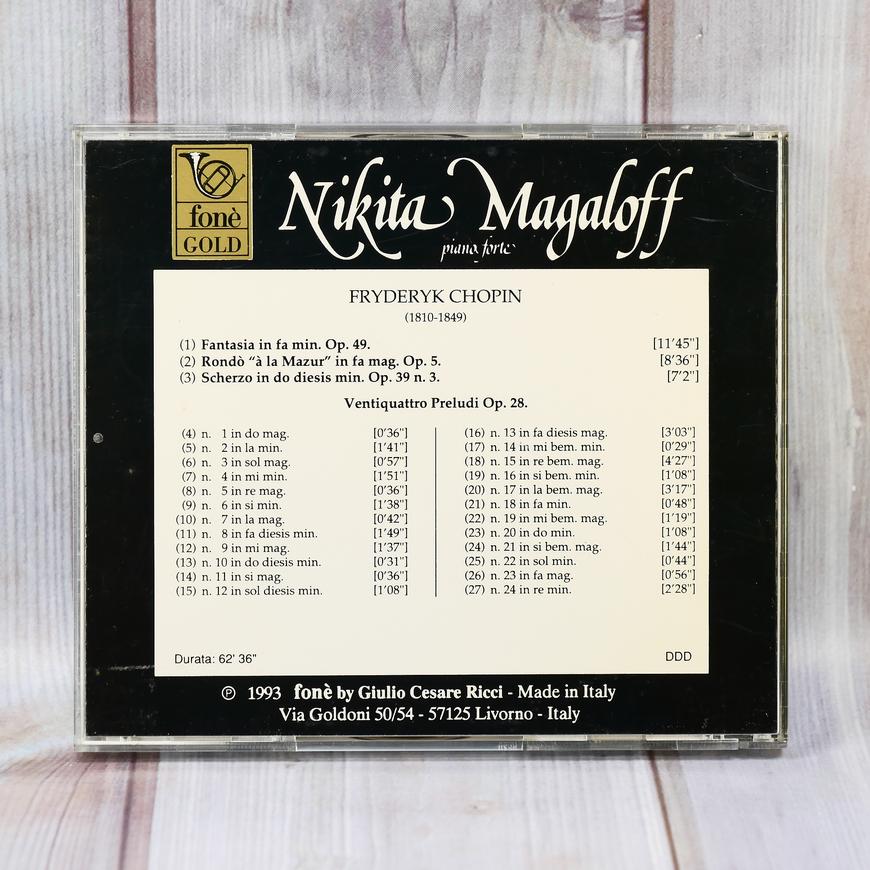 fonè
GOLD
Nikita Magaloff
piano forte
FRYDERYK CHOPIN
(1810-1849)
(1) Fantasia in fa min. Op. 49. [11'45"]
(2) Rondò “à la Mazur” in fa mag. Op. 5. [8'36"]
(3) Scherzo in do diesis min. Op. 39 n. 3. [7'2"]
Ventiquattro Preludi Op. 28.
(4) n. 1 in do mag. [0'36"]
(5) n. 2 in la min. [1'41"]
(6) n. 3 in sol mag. [0'57"]
(7) n. 4 in mi min. [1'51"]
(8) n. 5 in re mag. [0'36"]
(9) n. 6 in si min. [1'38"]
(10) n. 7 in la mag. [0'42"]
(11) n. 8 in fa diesis min. [1'49"]
(12) n. 9 in mi mag. [1'37"]
(13) n. 10 in do diesis min. [0'31"]
(14) n. 11 in si mag. [0'36"]
(15) n. 12 in sol diesis min. [1'08"]
(16) n. 13 in fa diesis mag. [3'03"]
(17) n. 14 in mi bem. min. [0'29"]
(18) n. 15 in re bem. mag. [4'27"]
(19) n. 16 in si bem. min. [1'08"]
(20) n. 17 in la bem. mag. [3'17"]
(21) n. 18 in fa min. [0'48"]
(22) n. 19 in mi bem. mag. [1'19"]
(23) n. 20 in do min. [1'08"]
(24) n. 21 in si bem. mag. [1'44"]
(25) n. 22 in sol min. [0'44"]
(26) n. 23 in fa mag. [0'56"]
(27) n. 24 in re min. [2'28"]
Durata: 62' 36" DDD
℗ 1993 fonè by Giulio Cesare Ricci - Made in Italy
Via Goldoni 50/54 - 57125 Livorno - Italy